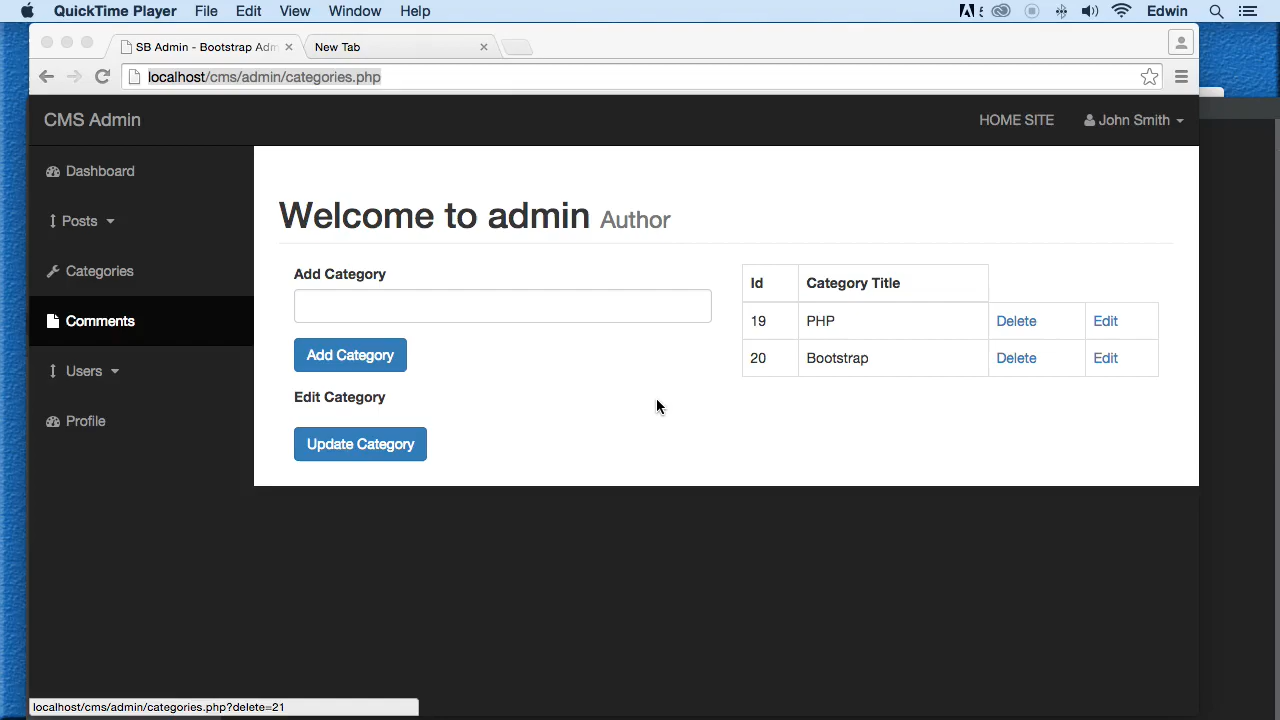 QuickTime Player File Edit View Window Help Edwin
SB Admin - Bootstrap Adm
New Tab
localhost/cms/admin/categories.php
CMS Admin
HOME SITE
John Smith
Dashboard
Posts
Categories
Comments
Users
Profile
Welcome to admin Author
Add Category
Add Category
Edit Category
Update Category
Id Category Title
19 PHP Delete Edit
20 Bootstrap Delete Edit
localhost/cms/admin/categories.php?delete=21